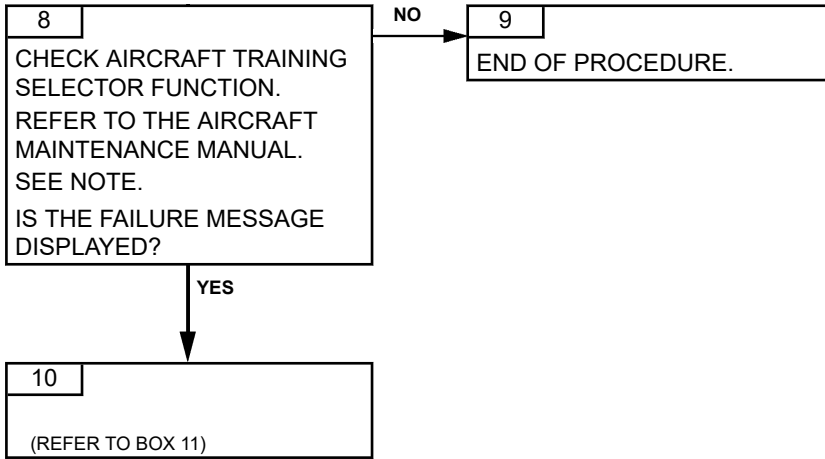 8
CHECK AIRCRAFT TRAINING
SELECTOR FUNCTION.
REFER TO THE AIRCRAFT
MAINTENANCE MANUAL.
SEE NOTE.
IS THE FAILURE MESSAGE
DISPLAYED?
NO
9
END OF PROCEDURE.
YES
10
(REFER TO BOX 11)